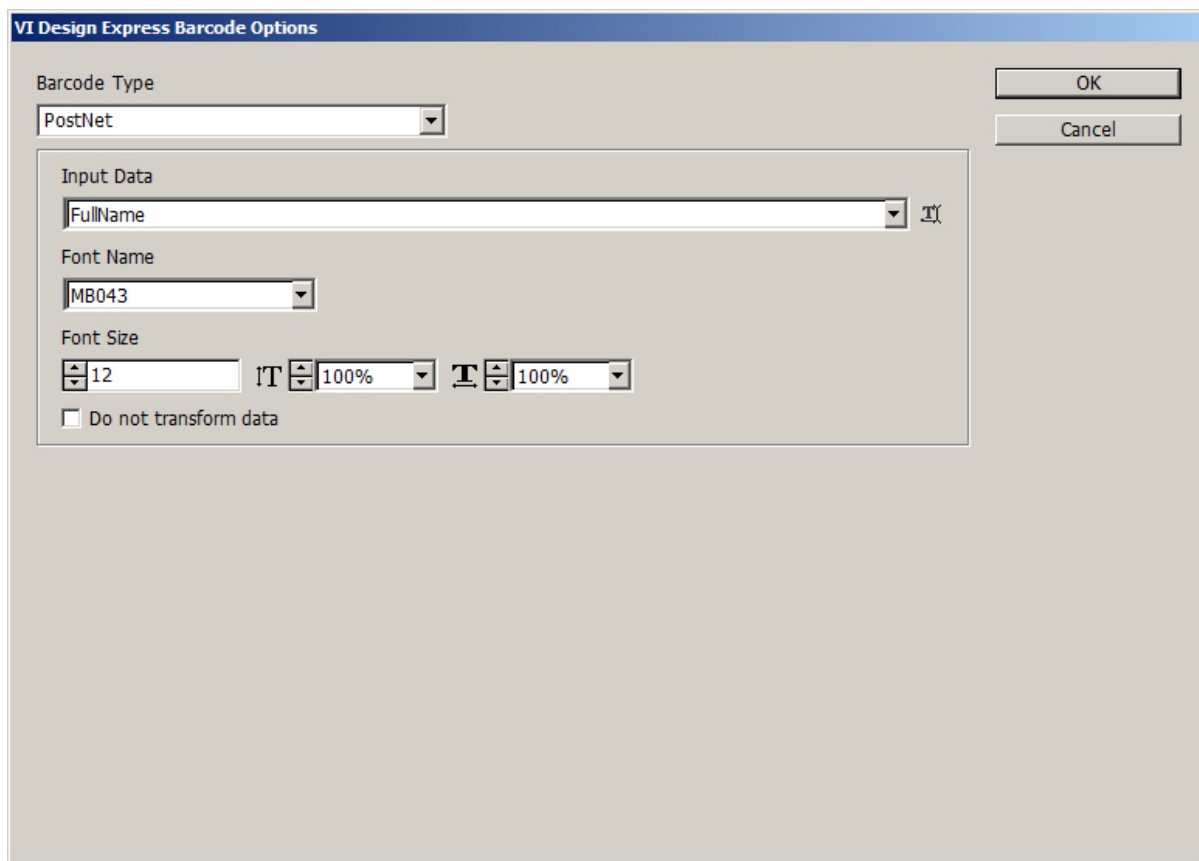 VI Design Express Barcode Options
Barcode Type
OK
PostNet
Cancel
Input Data
FullName
Font Name
MB043
Font Size
12
100%
100%
Do not transform data